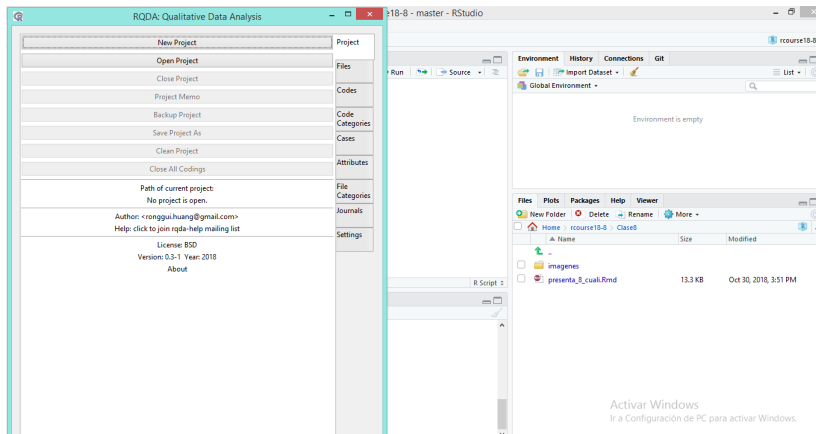 RQDA: Qualitative Data Analysis
New Project
Open Project
Close Project
Project Memo
Backup Project
Save Project As
Clean Project
Close All Codings
Path of current project:
No project is open.
Author: <ronggui.huang@gmail.com>
Help: click to join rqda-help mailing list
License: BSD
Version: 0.3-1 Year: 2018
About
Project
Files
Codes
Code
Categories
Cases
Attributes
File
Categories
Journals
Settings
e18-8 - master - RStudio
rcourse18-8
Run Source
R Script
Environment History Connections Git
Import Dataset List
Global Environment
Environment is empty
Files Plots Packages Help Viewer
New Folder Delete Rename More
Home rcourse18-8 Clase8
Name Size Modified
..
imagenes
presenta_8_cuali.Rmd 13.3 KB Oct 30, 2018, 3:51 PM
Activar Windows
Ir a Configuración de PC para activar Windows.